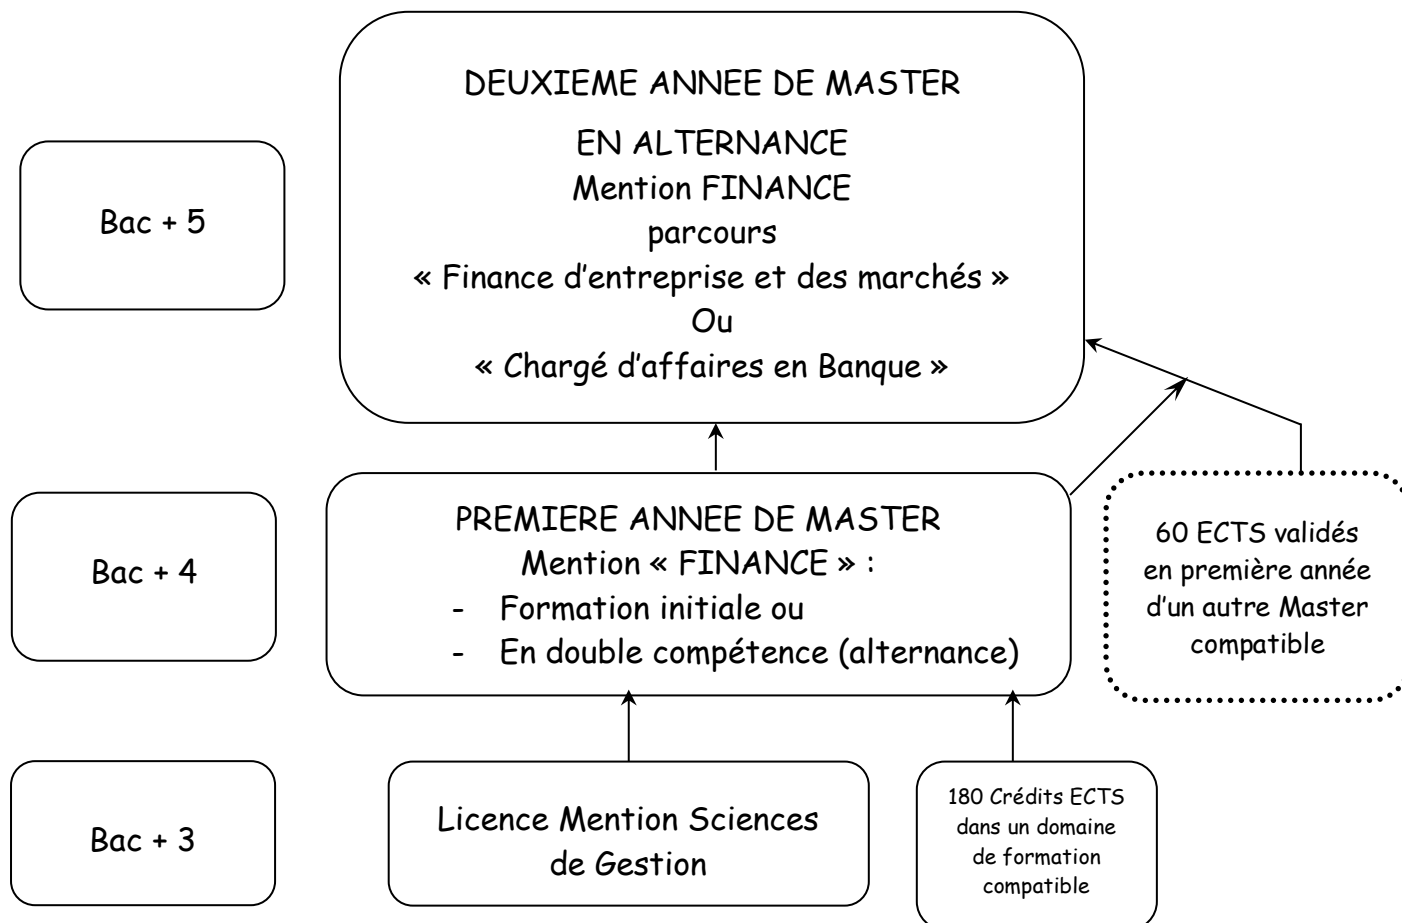 DEUXIEME ANNEE DE MASTER
EN ALTERNANCE
Mention FINANCE
parcours
« Finance d'entreprise et des marchés »
Ou
« Chargé d'affaires en Banque »
Bac + 5
PREMIERE ANNEE DE MASTER
Mention « FINANCE » :
- Formation initiale ou
- En double compétence (alternance)
Bac + 4
60 ECTS validés
en première année
d'un autre Master
compatible
Bac + 3
Licence Mention Sciences
de Gestion
180 Crédits ECTS
dans un domaine
de formation
compatible